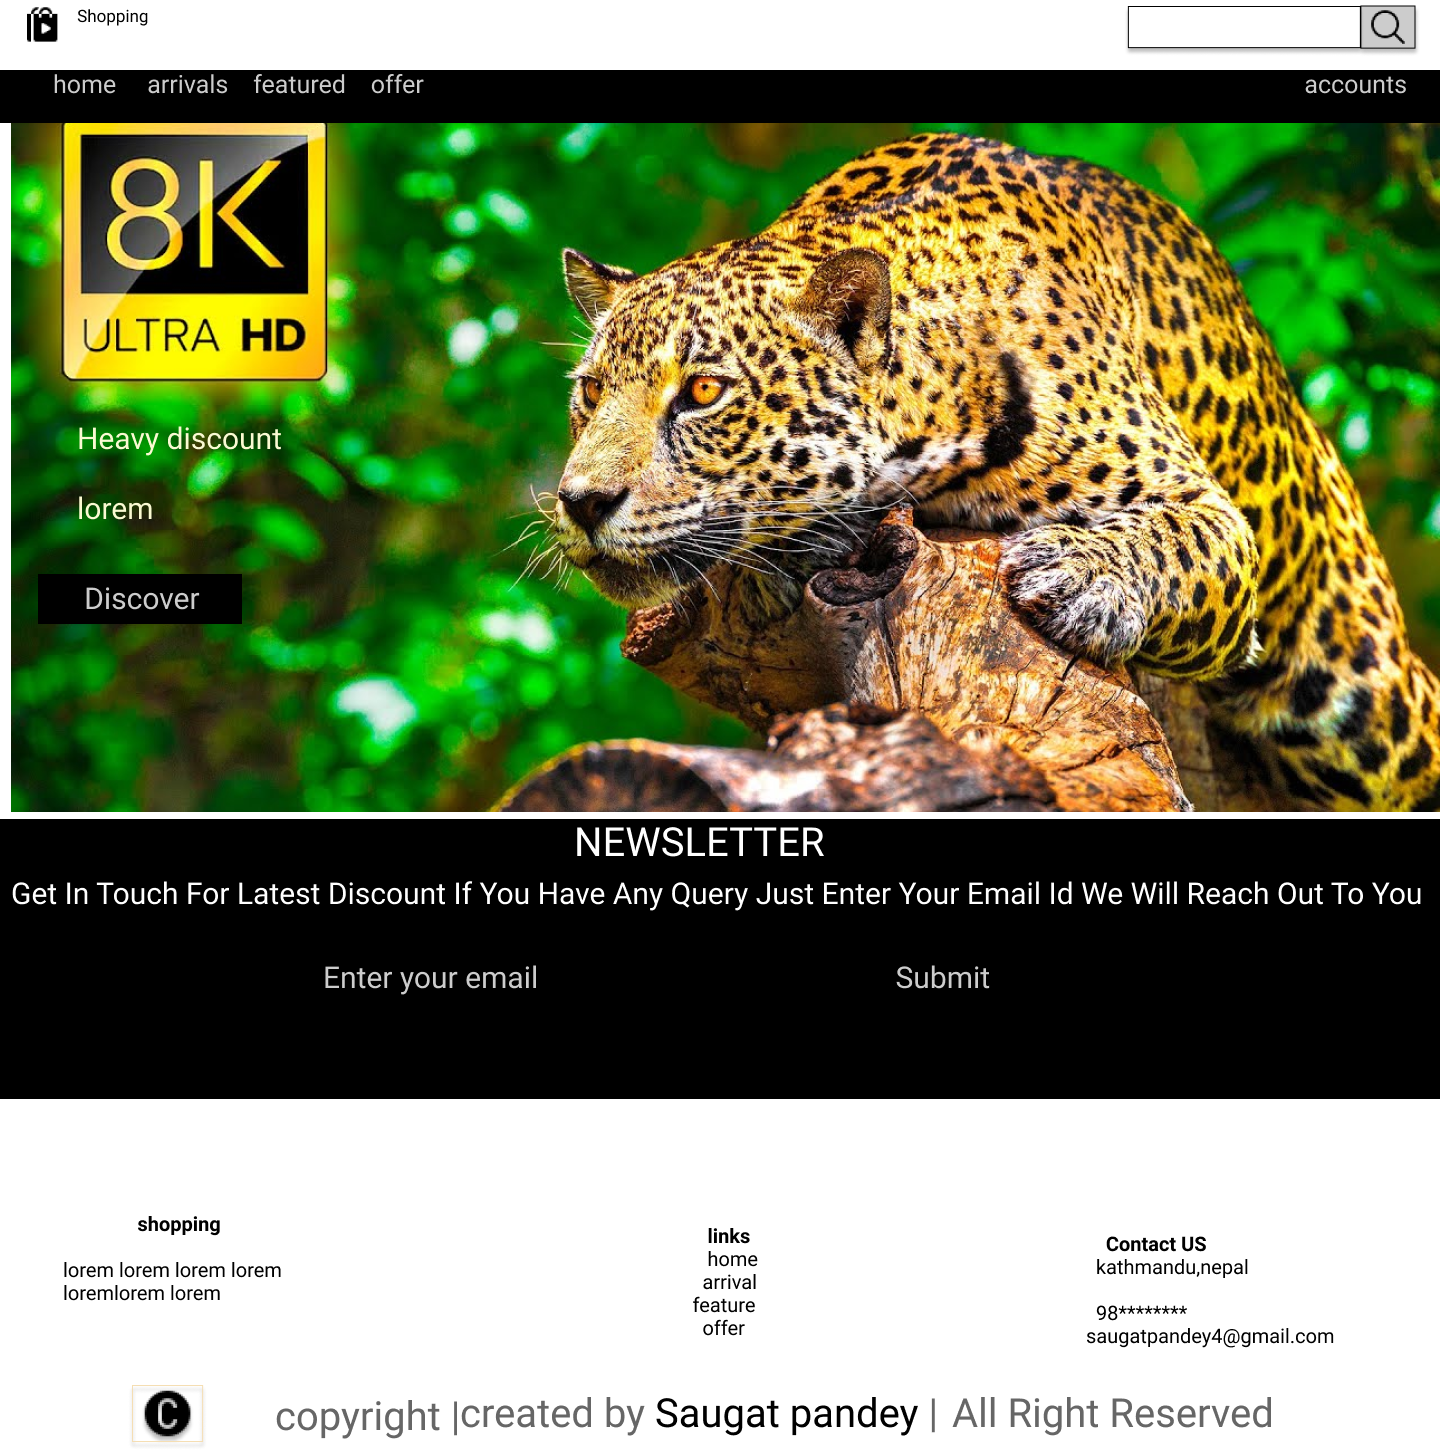 Shopping
home arrivals featured offer accounts
8K
ULTRA HD
Heavy discount
lorem
Discover
NEWSLETTER
Get In Touch For Latest Discount If You Have Any Query Just Enter Your Email Id We Will Reach Out To You
Enter your email Submit
shopping
lorem lorem lorem lorem
loremlorem lorem
links
home
arrival
feature
offer
Contact US
kathmandu,nepal
98********
saugatpandey4@gmail.com
C copyright |created by Saugat pandey | All Right Reserved